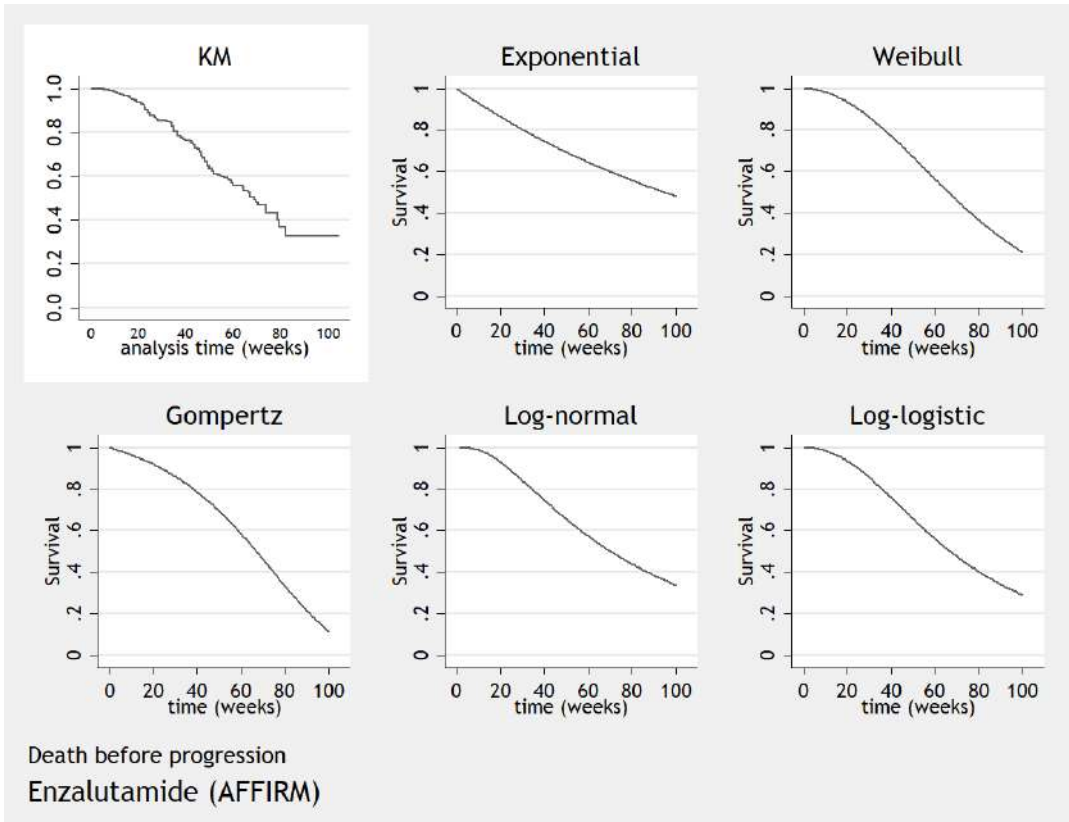 KM
1.0
0.8
0.6
0.4
0.2
0.0
0 20 40 60 80 100
analysis time (weeks)
Exponential
Survival
1
.8
.6
.4
.2
0
0 20 40 60 80 100
time (weeks)
Weibull
Survival
1
.8
.6
.4
.2
0
0 20 40 60 80 100
time (weeks)
Gompertz
Survival
1
.8
.6
.4
.2
0
0 20 40 60 80 100
time (weeks)
Log-normal
Survival
1
.8
.6
.4
.2
0
0 20 40 60 80 100
time (weeks)
Log-logistic
Survival
1
.8
.6
.4
.2
0
0 20 40 60 80 100
time (weeks)
Death before progression
Enzalutamide (AFFIRM)